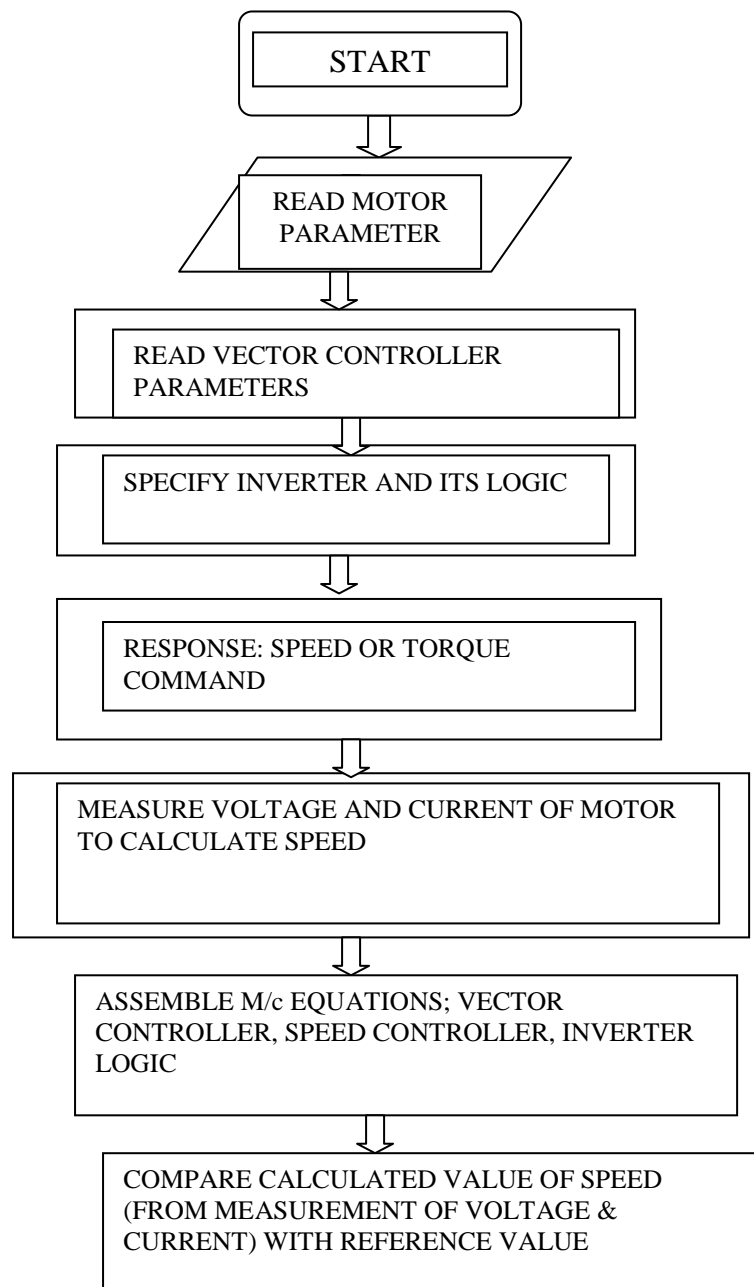 START
READ MOTOR
PARAMETER
READ VECTOR CONTROLLER
PARAMETERS
SPECIFY INVERTER AND ITS LOGIC
RESPONSE: SPEED OR TORQUE
COMMAND
MEASURE VOLTAGE AND CURRENT OF MOTOR
TO CALCULATE SPEED
ASSEMBLE M/c EQUATIONS; VECTOR
CONTROLLER, SPEED CONTROLLER, INVERTER
LOGIC
COMPARE CALCULATED VALUE OF SPEED
(FROM MEASUREMENT OF VOLTAGE &
CURRENT) WITH REFERENCE VALUE